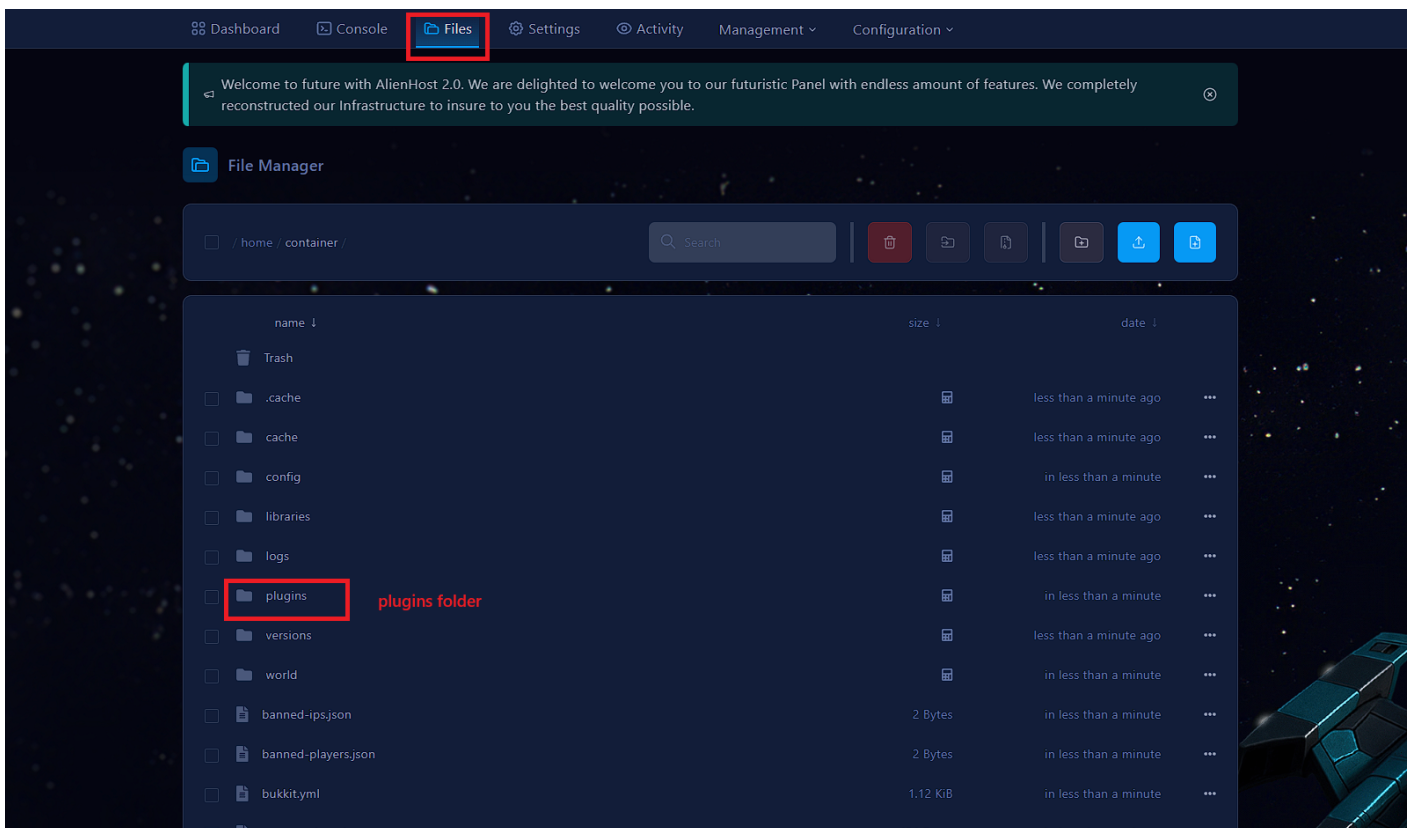 Dashboard Console Files Settings Activity Management Configuration
Welcome to future with AlienHost 2.0. We are delighted to welcome you to our futuristic Panel with endless amount of features. We completely
reconstructed our Infrastructure to insure to you the best quality possible.
File Manager
/ home / container / Search
name ↓ size ↓ date ↓
Trash
.cache less than a minute ago
cache less than a minute ago
config in less than a minute
libraries less than a minute ago
logs less than a minute ago
plugins plugins folder in less than a minute
versions less than a minute ago
world in less than a minute
banned-ips.json 2 Bytes in less than a minute
banned-players.json 2 Bytes in less than a minute
bukkit.yml 1.12 KiB in less than a minute